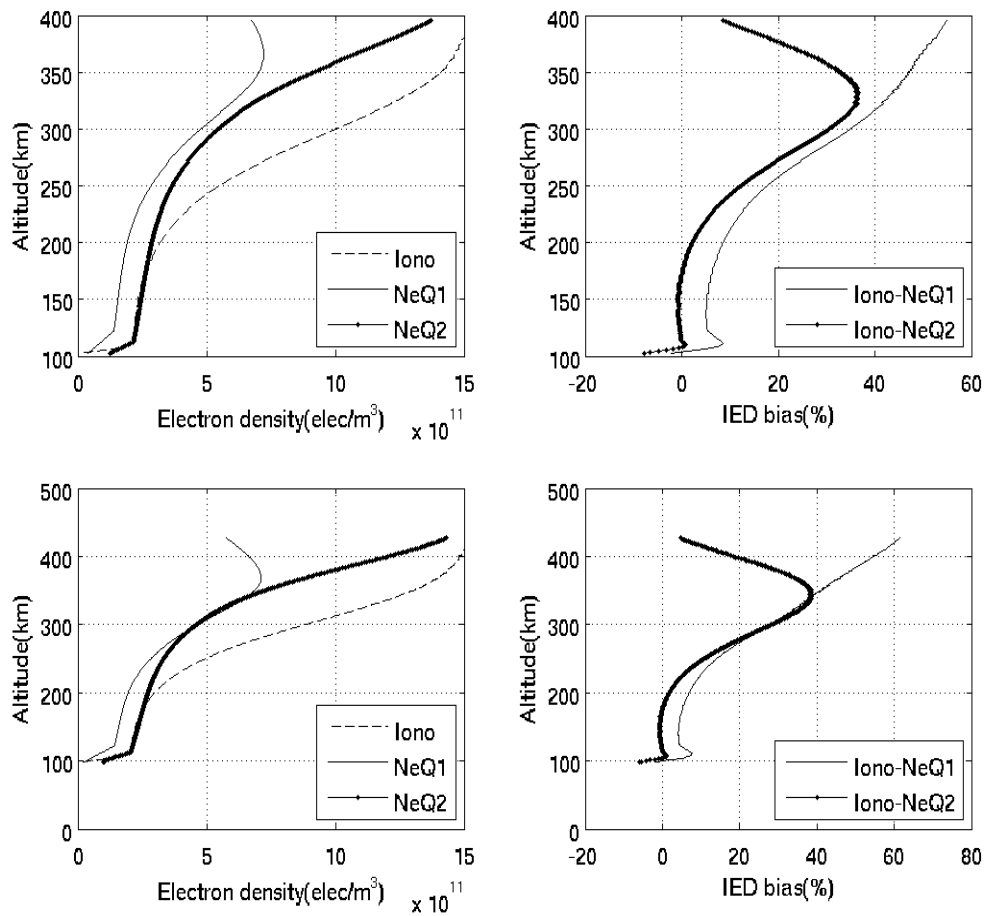 400
350
300
250
200
150
100
Altitude(km)
Iono
NeQ1
NeQ2
0 5 10 15
Electron density(elec/m³)
x 10¹¹
400
350
300
250
200
150
100
Altitude(km)
Iono-NeQ1
Iono-NeQ2
-20 0 20 40 60
IED bias(%)
500
400
300
200
100
0
Altitude(km)
Iono
NeQ1
NeQ2
0 5 10 15
Electron density(elec/m³)
x 10¹¹
500
400
300
200
100
0
Altitude(km)
Iono-NeQ1
Iono-NeQ2
-20 0 20 40 60 80
IED bias(%)